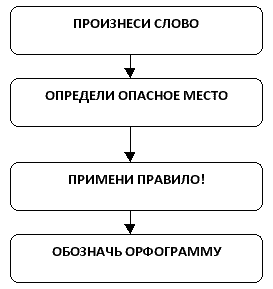 ПРОИЗНЕСИ СЛОВО
ОПРЕДЕЛИ ОПАСНОЕ МЕСТО
ПРИМЕНИ ПРАВИЛО!
ОБОЗНАЧЬ ОРФОГРАММУ